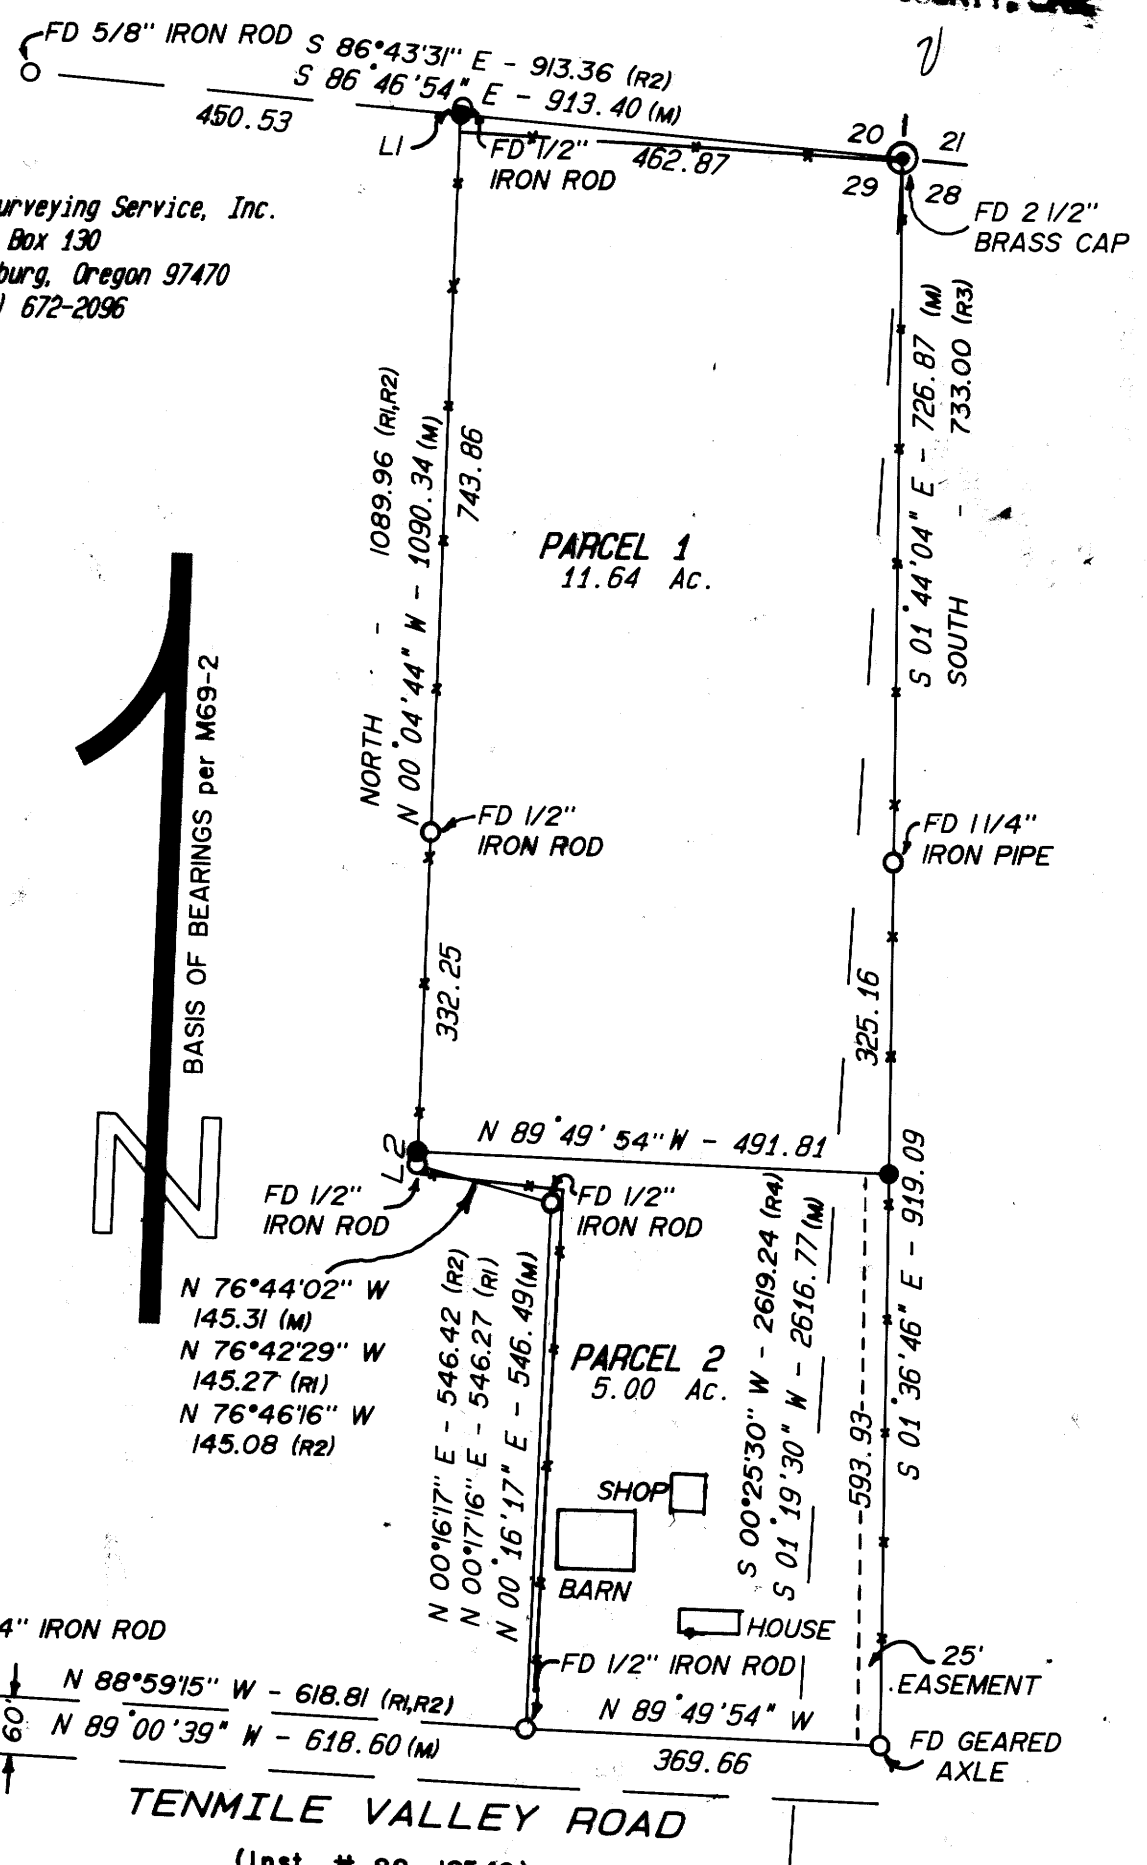 FD 5/8" IRON ROD
S 86°43'31" E - 913.36 (R2)
S 86°46'54" E - 913.40 (M)
450.53
L1
FD 1/2"
IRON ROD
462.87
20
21
29
28
FD 2 1/2"
BRASS CAP
urveying Service, Inc.
Box 130
burg, Oregon 97470
) 672-2096
NORTH - 1089.96 (R1,R2)
N 00°04'44" W - 1090.34 (M)
743.86
PARCEL 1
11.64 Ac.
S 01°44'04" E - 726.87 (M)
SOUTH - 733.00 (R3)
BASIS OF BEARINGS per M69-2
N
FD 1/2"
IRON ROD
FD 1 1/4"
IRON PIPE
332.25
325.16
N 89°49'54" W - 491.81
L2
FD 1/2"
IRON ROD
FD 1/2"
IRON ROD
N 76°44'02" W
145.31 (M)
N 76°42'29" W
145.27 (R1)
N 76°46'16" W
145.08 (R2)
N 00°16'17" E - 546.42 (R2)
N 00°17'16" E - 546.27 (R1)
N 00°16'17" E - 546.49 (M)
PARCEL 2
5.00 Ac.
S 00°25'30" W - 2619.24 (R4)
S 01°19'30" W - 2616.77 (M)
593.93
S 01°36'46" E - 919.09
SHOP
BARN
HOUSE
25'
EASEMENT
4" IRON ROD
FD 1/2" IRON ROD
N 88°59'15" W - 618.81 (R1,R2)
N 89°00'39" W - 618.60 (M)
60'
N 89°49'54" W
369.66
FD GEARED
AXLE
TENMILE VALLEY ROAD
(Inst. #